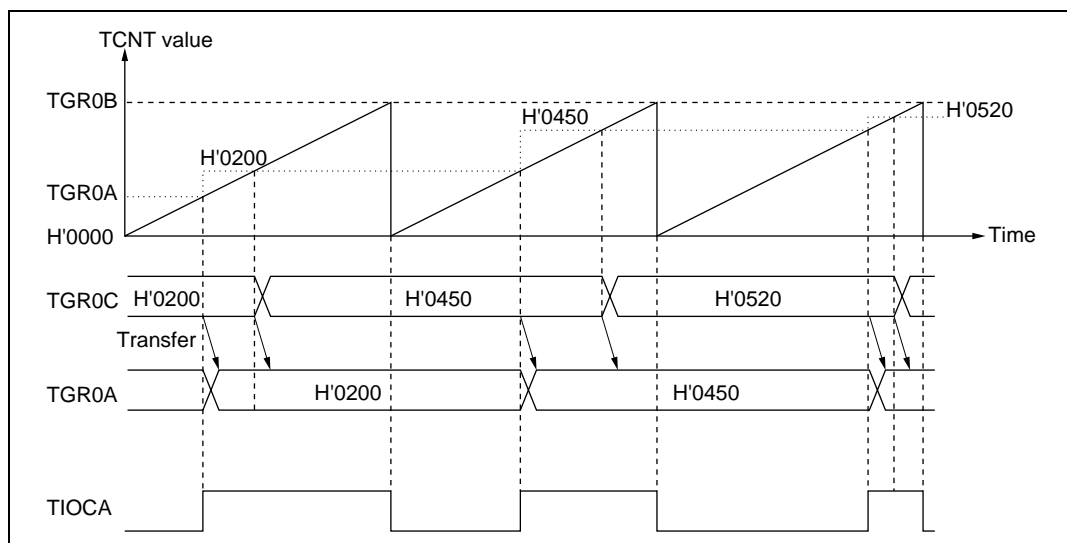 TCNT value
TGR0B
H'0520
H'0450
H'0200
TGR0A
H'0000
Time
TGR0C
H'0200
H'0450
H'0520
Transfer
TGR0A
H'0200
H'0450
TIOCA